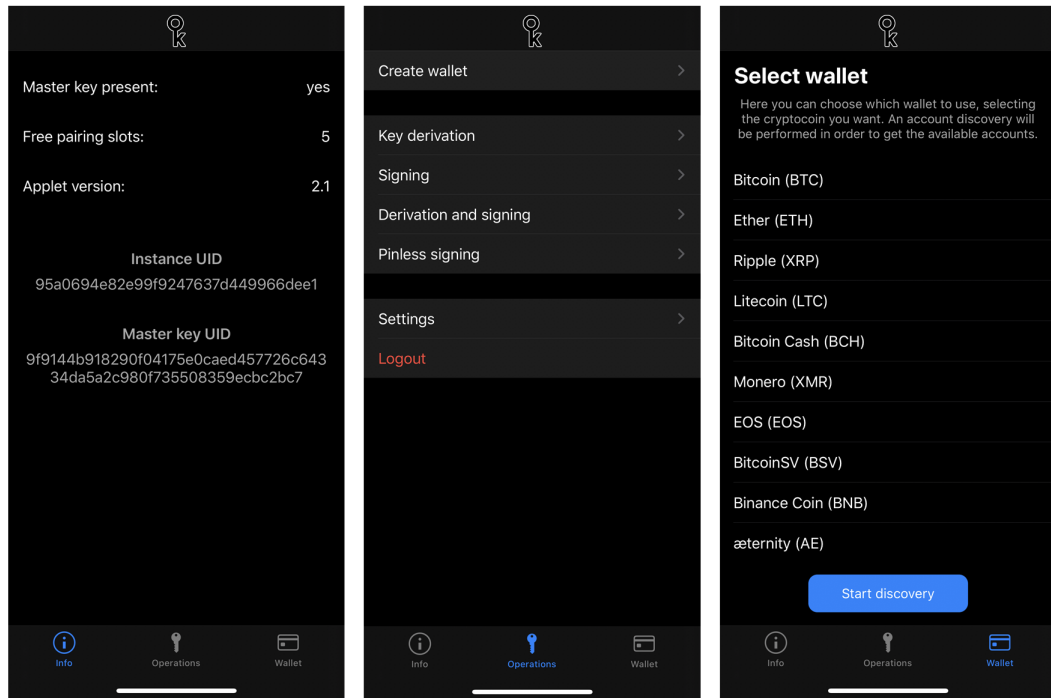 k
Master key present: yes
Free pairing slots: 5
Applet version: 2.1
Instance UID
95a0694e82e99f9247637d449966dee1
Master key UID
9f9144b918290f04175e0caed457726c643
34da5a2c980f735508359ecbc2bc7
Info Operations Wallet
k
Create wallet
Key derivation
Signing
Derivation and signing
Pinless signing
Settings
Logout
Info Operations Wallet
k
Select wallet
Here you can choose which wallet to use, selecting
the cryptocoin you want. An account discovery will
be performed in order to get the available accounts.
Bitcoin (BTC)
Ether (ETH)
Ripple (XRP)
Litecoin (LTC)
Bitcoin Cash (BCH)
Monero (XMR)
EOS (EOS)
BitcoinSV (BSV)
Binance Coin (BNB)
æternity (AE)
Start discovery
Info Operations Wallet